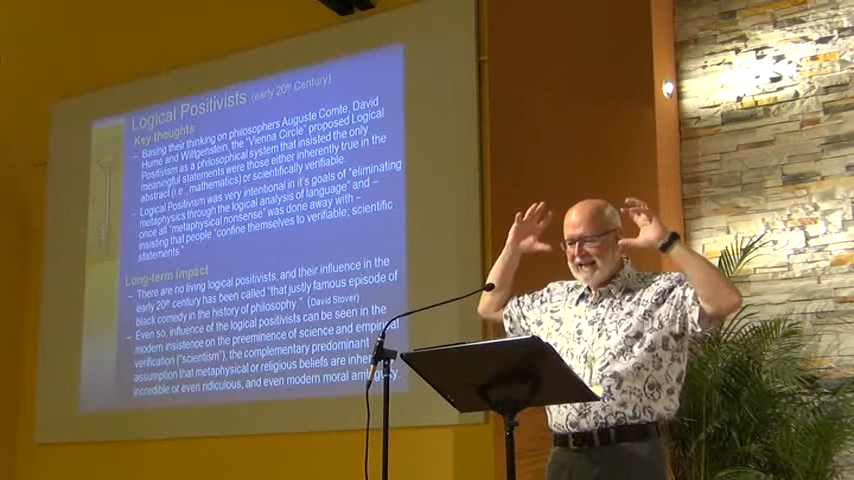 Logical Positivists (early 20th Century)
Key thoughts
– Basing their thinking on philosophers Auguste Comte, David
Hume and Wittgenstein, the "Vienna Circle" proposed Logical
Positivism as a philosophical system that insisted the only
meaningful statements were those either inherently true in the
abstract (i.e., mathematics) or scientifically verifiable.
– Logical Positivism was very intentional in it's goals of "eliminating
metaphysics through the logical analysis of language" and –
once all "metaphysical nonsense" was done away with –
insisting that people "confine themselves to verifiable, scientific
statements."
Long-term impact
– There are no living logical positivists, and their influence in the
early 20th century has been called "that justly famous episode of
black comedy in the history of philosophy." (David Stover)
– Even so, influence of the logical positivists can be seen in the
modern insistence on the preeminence of science and empirical
verification ("scientism"), the complementary predominant
assumption that metaphysical or religious beliefs are
incredible or even ridiculous, and even modern moral